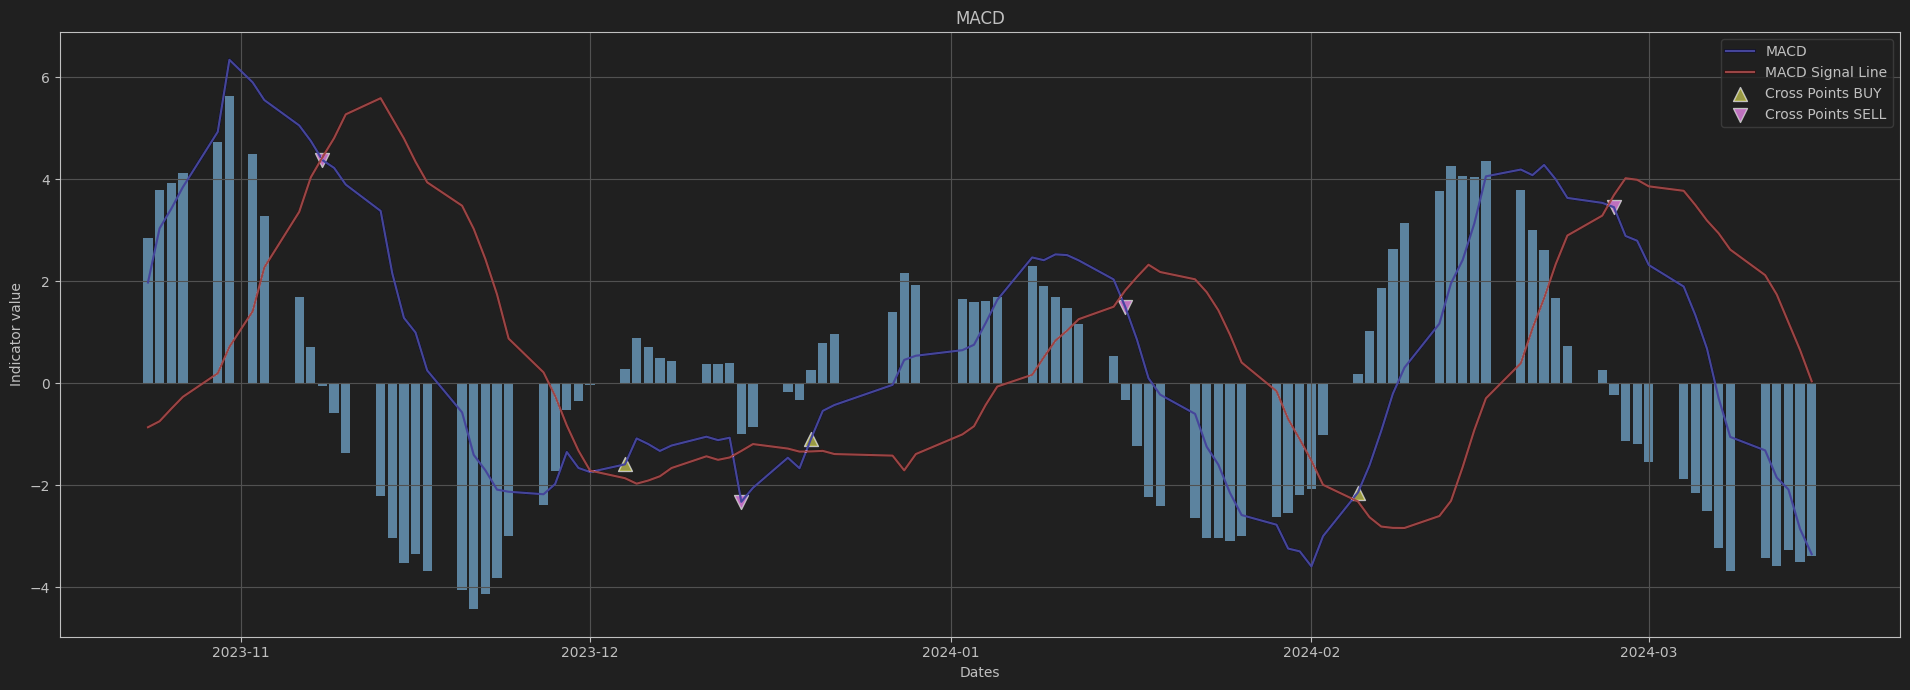 MACD
MACD
MACD Signal Line
Cross Points BUY
Cross Points SELL
Indicator value
6
4
2
0
−2
−4
2023-11 2023-12 2024-01 2024-02 2024-03
Dates